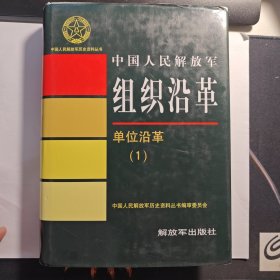 中国人民解放军历史资料丛书
中国人民解放军
组织沿革
单位沿革
(1)
中国人民解放军历史资料丛书编审委员会
解放军出版社